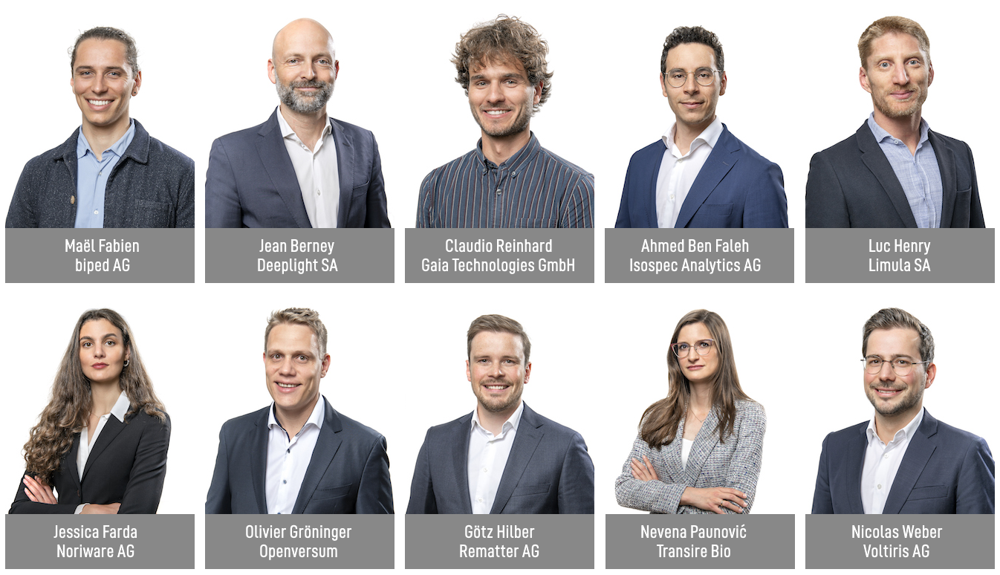 Maël Fabien
biped AG
Jean Berney
Deeplight SA
Claudio Reinhard
Gaia Technologies GmbH
Ahmed Ben Faleh
Isospec Analytics AG
Luc Henry
Limula SA
Jessica Farda
Noriware AG
Olivier Gröninger
Openversum
Götz Hilber
Rematter AG
Nevena Paunović
Transire Bio
Nicolas Weber
Voltiris AG